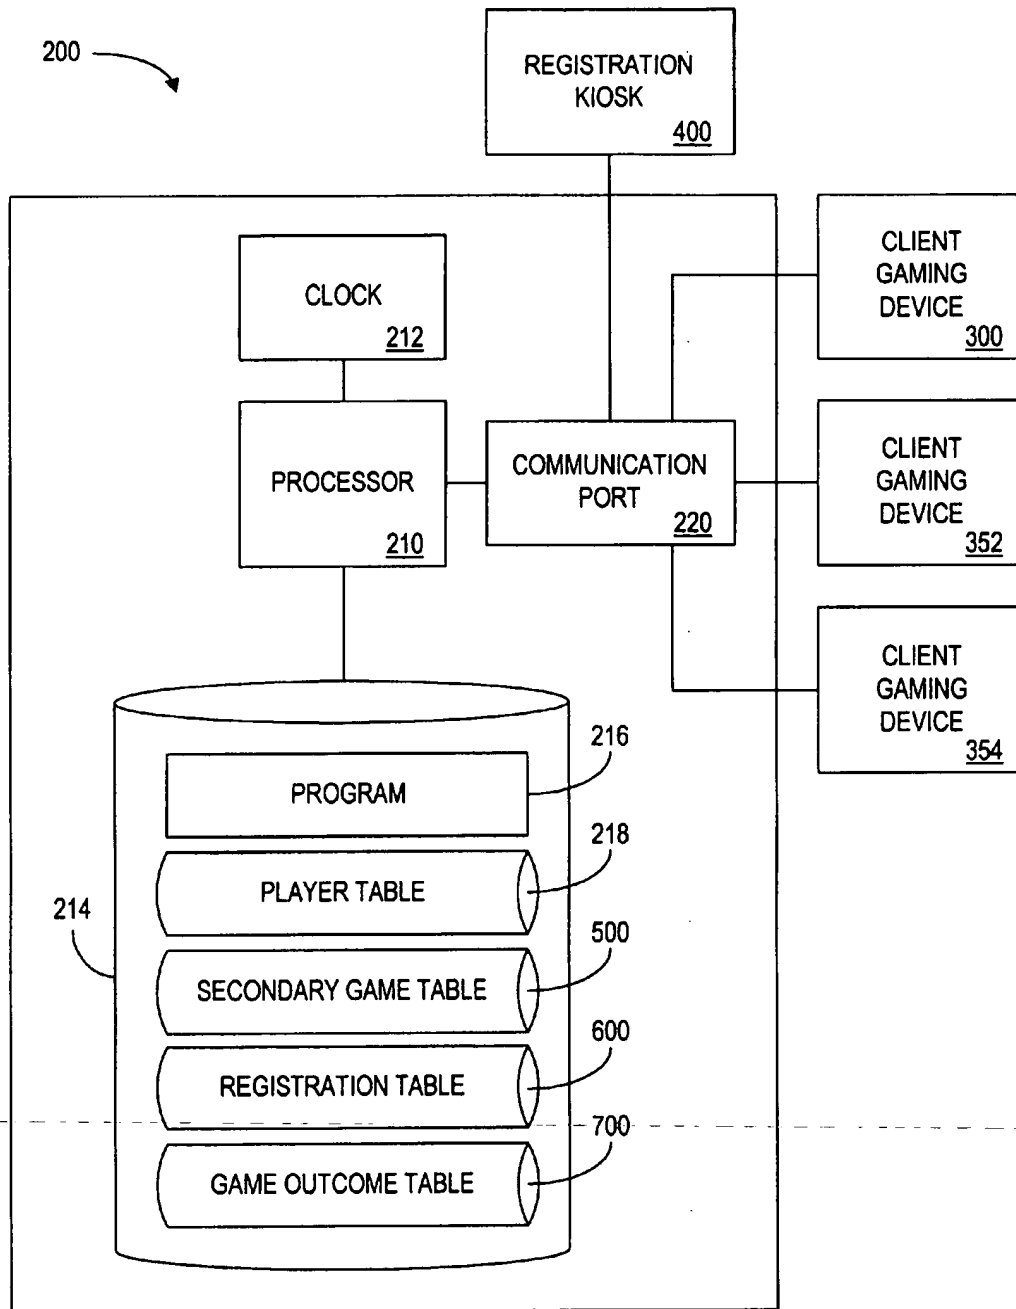 200
REGISTRATION
KIOSK
400
CLOCK
212
CLIENT
GAMING
DEVICE
300
PROCESSOR
210
COMMUNICATION
PORT
220
CLIENT
GAMING
DEVICE
352
CLIENT
GAMING
DEVICE
354
214
PROGRAM
216
PLAYER TABLE
218
SECONDARY GAME TABLE
500
REGISTRATION TABLE
600
GAME OUTCOME TABLE
700